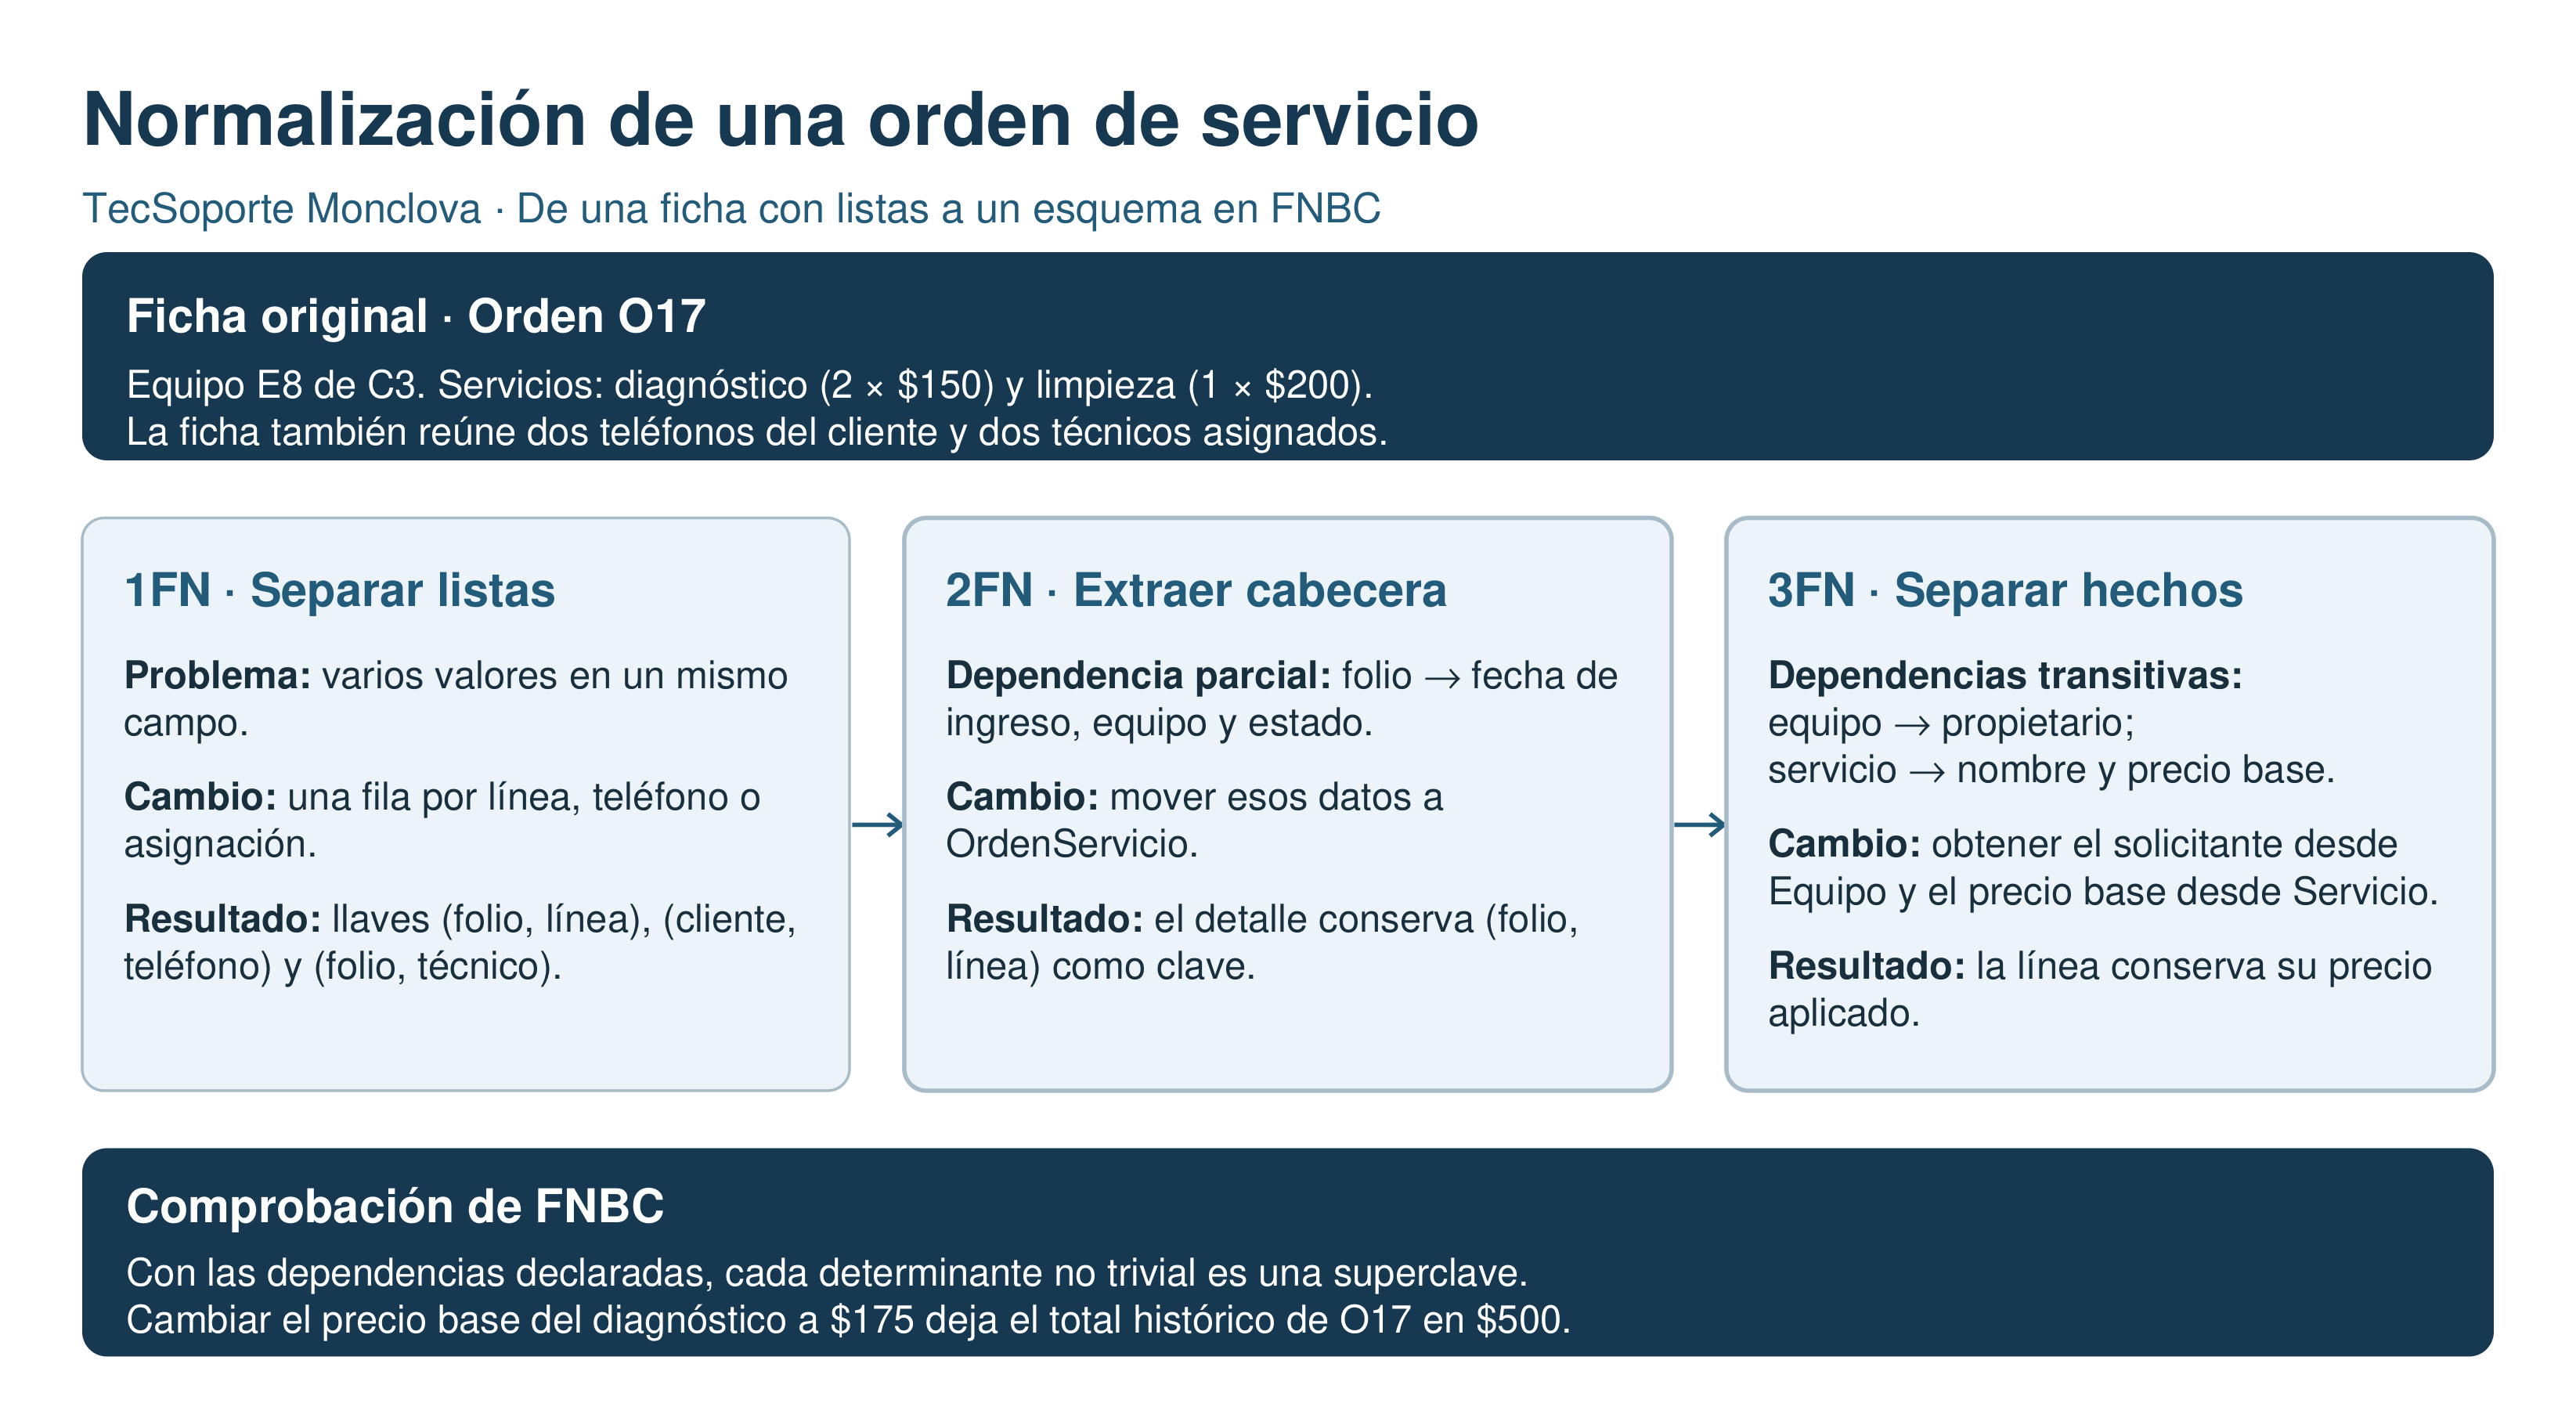 Normalización de una orden de servicio
TecSoporte Monclova · De una ficha con listas a un esquema en FNBC
Ficha original · Orden O17
Equipo E8 de C3. Servicios: diagnóstico (2 × $150) y limpieza (1 × $200).
La ficha también reúne dos teléfonos del cliente y dos técnicos asignados.
1FN · Separar listas
Problema: varios valores en un mismo
campo.
Cambio: una fila por línea, teléfono o
asignación.
Resultado: llaves (folio, línea), (cliente,
teléfono) y (folio, técnico).
2FN · Extraer cabecera
Dependencia parcial: folio → fecha de
ingreso, equipo y estado.
Cambio: mover esos datos a
OrdenServicio.
Resultado: el detalle conserva (folio,
línea) como clave.
3FN · Separar hechos
Dependencias transitivas:
equipo → propietario;
servicio → nombre y precio base.
Cambio: obtener el solicitante desde
Equipo y el precio base desde Servicio.
Resultado: la línea conserva su precio
aplicado.
Comprobación de FNBC
Con las dependencias declaradas, cada determinante no trivial es una superclave.
Cambiar el precio base del diagnóstico a $175 deja el total histórico de O17 en $500.